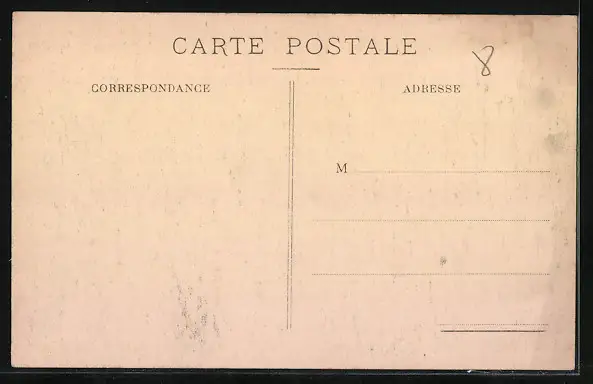 CARTE POSTALE
8
CORRESPONDANCE
ADRESSE
M